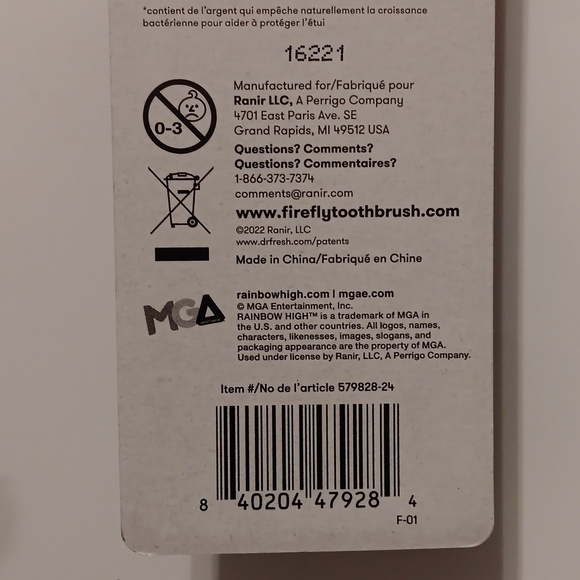 *contient de l'argent qui empêche naturellement la croissance
bactérienne pour aider à protéger l'étui
16221
0-3
Manufactured for/Fabriqué pour
Ranir LLC, A Perrigo Company
4701 East Paris Ave. SE
Grand Rapids, MI 49512 USA
Questions? Comments?
Questions? Commentaires?
1-866-373-7374
comments@ranir.com
www.fireflytoothbrush.com
©2022 Ranir, LLC
www.drfresh.com/patents
Made in China/Fabriqué en Chine
MGA
rainbowhigh.com | mgae.com
© MGA Entertainment, Inc.
RAINBOW HIGH™ is a trademark of MGA in
the U.S. and other countries. All logos, names,
characters, likenesses, images, slogans, and
packaging appearance are the property of MGA.
Used under license by Ranir, LLC, A Perrigo Company.
Item #/No de l'article 579828-24
8 40204 47928 4
F-01